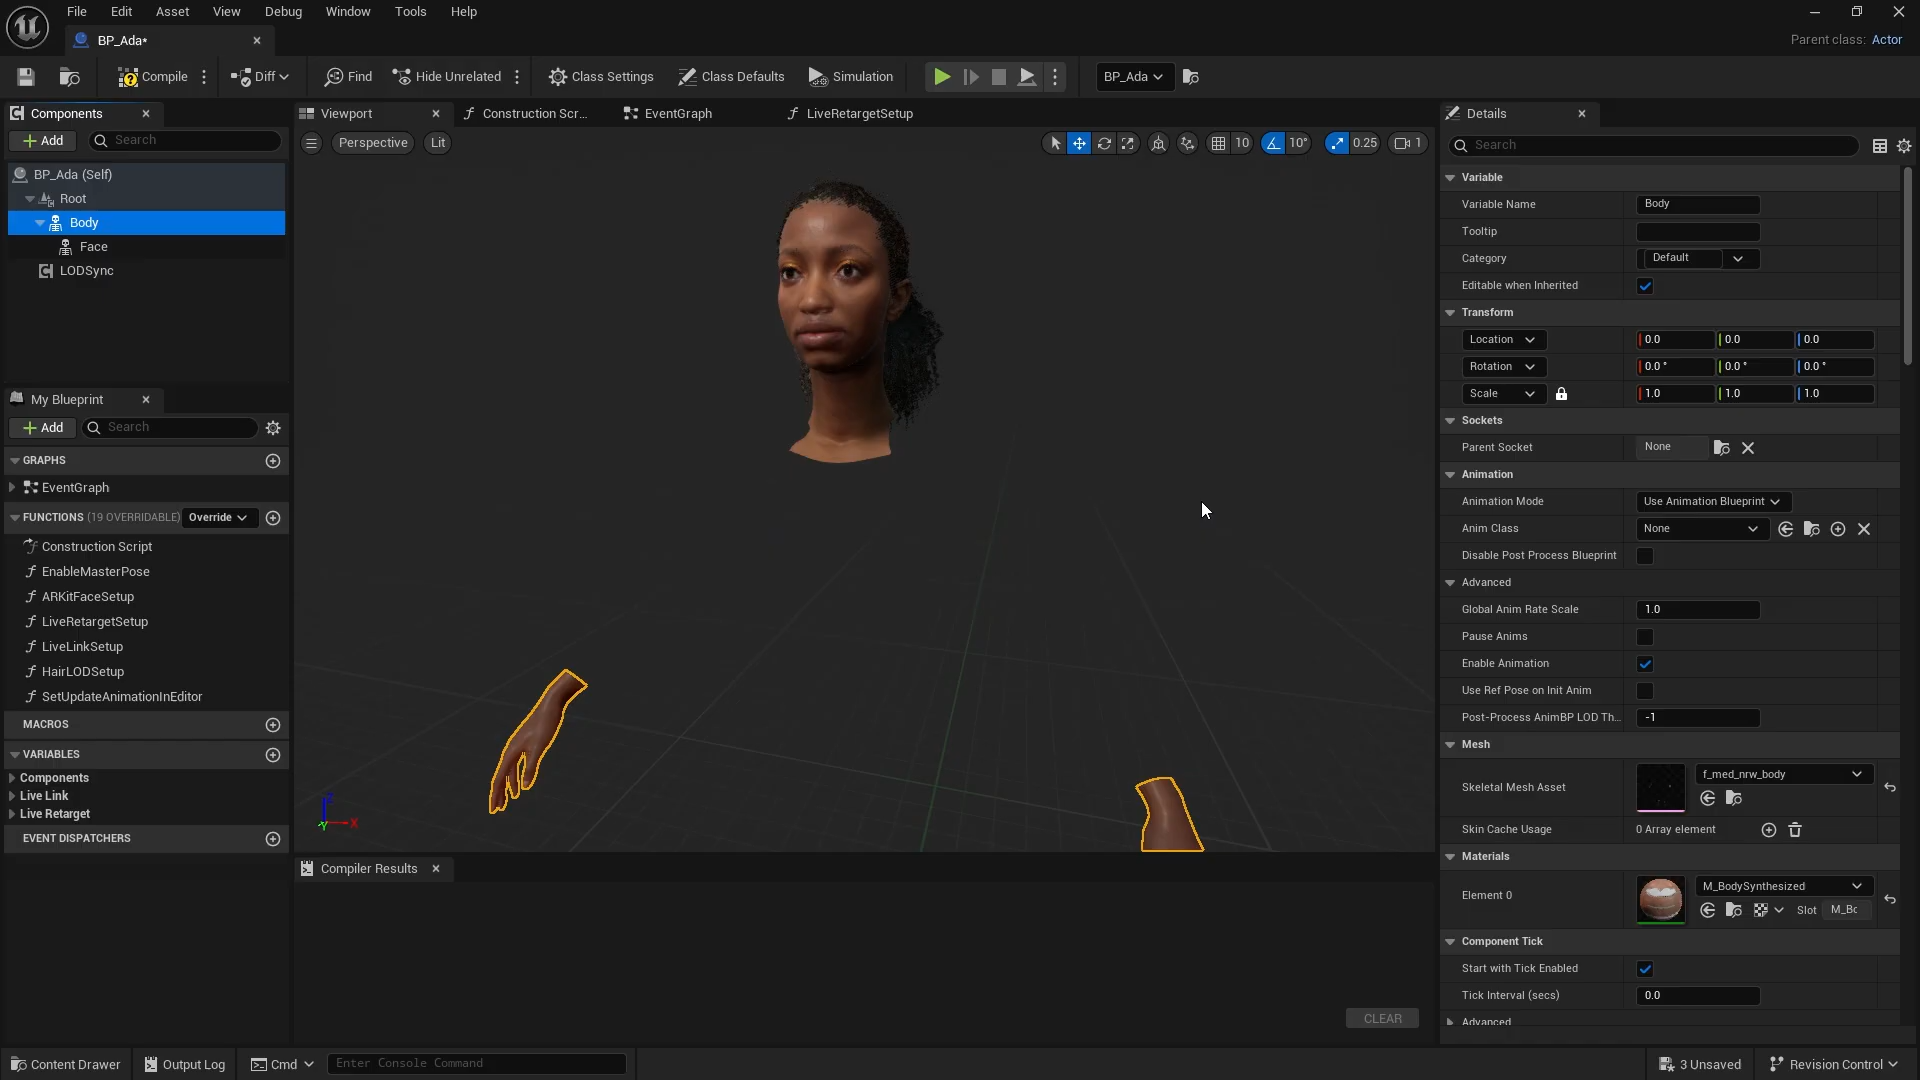 File Edit Asset View Debug Window Tools Help
BP_Ada*
Parent class: Actor
Compile Diff Find Hide Unrelated Class Settings Class Defaults Simulation BP_Ada
Components
Add Search
BP_Ada (Self)
Root
Body
Face
LODSync
My Blueprint
Add Search
GRAPHS
EventGraph
FUNCTIONS (19 OVERRIDABLE) Override
Construction Script
EnableMasterPose
ARKitFaceSetup
LiveRetargetSetup
LiveLinkSetup
HairLODSetup
SetUpdateAnimationInEditor
MACROS
VARIABLES
Components
Live Link
Live Retarget
EVENT DISPATCHERS
Viewport Construction Scr... EventGraph LiveRetargetSetup
Perspective Lit 10 10° 0.25 1
Z
Y X
Compiler Results
CLEAR
Details
Search
Variable
Variable Name Body
Tooltip
Category Default
Editable when Inherited
Transform
Location 0.0 0.0 0.0
Rotation 0.0 ° 0.0 ° 0.0 °
Scale 1.0 1.0 1.0
Sockets
Parent Socket None
Animation
Animation Mode Use Animation Blueprint
Anim Class None
Disable Post Process Blueprint
Advanced
Global Anim Rate Scale 1.0
Pause Anims
Enable Animation
Use Ref Pose on Init Anim
Post-Process AnimBP LOD Th... -1
Mesh
Skeletal Mesh Asset f_med_nrw_body
Skin Cache Usage 0 Array element
Materials
Element 0 M_BodySynthesized
Slot M_Bc
Component Tick
Start with Tick Enabled
Tick Interval (secs) 0.0
Advanced
Content Drawer Output Log Cmd Enter Console Command 3 Unsaved Revision Control